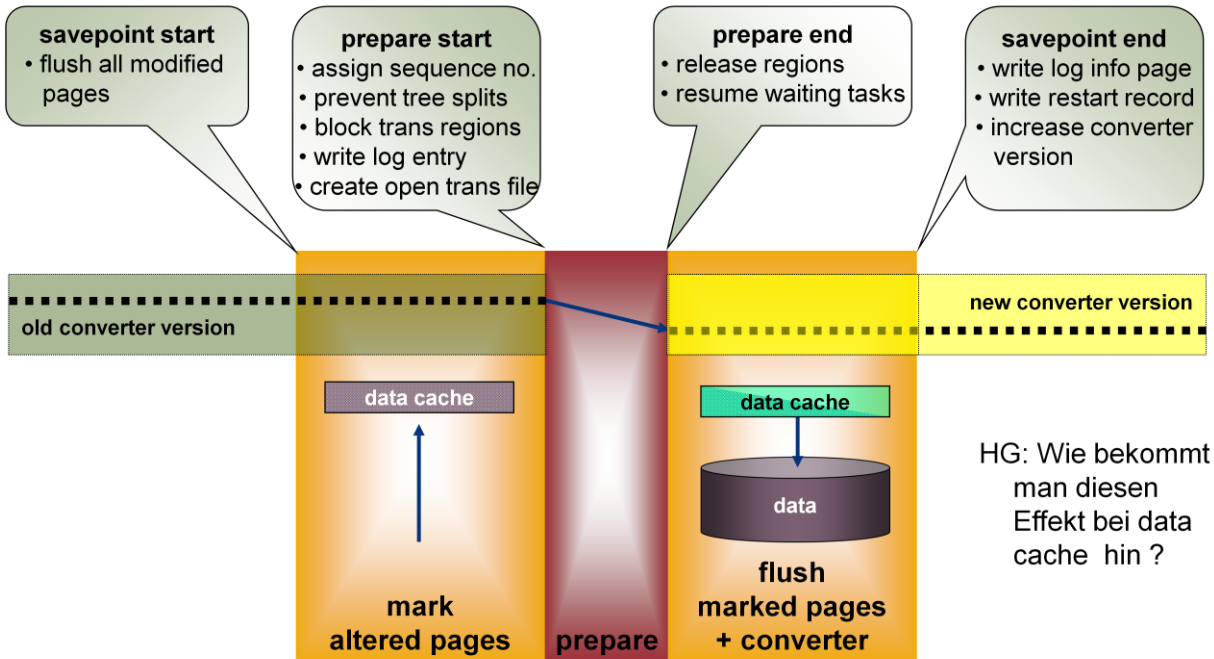 savepoint start
• flush all modified
pages
prepare start
• assign sequence no.
• prevent tree splits
• block trans regions
• write log entry
• create open trans file
prepare end
• release regions
• resume waiting tasks
savepoint end
• write log info page
• write restart record
• increase converter
version
old converter version
new converter version
data cache
data cache
data
HG: Wie bekommt
man diesen
Effekt bei data
cache hin ?
mark
altered pages
prepare
flush
marked pages
+ converter